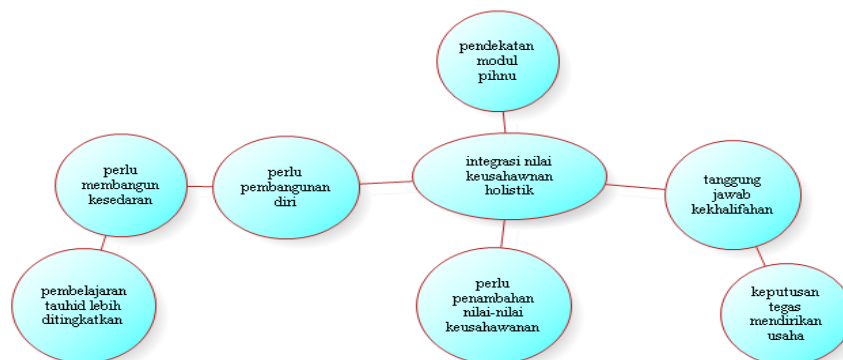 pendekatan
modul
pihnu
perlu
membangun
kesedaran
perlu
pembangunan
diri
integrasi nilai
keusahawnan
holistik
tanggung
jawab
kekhalifahan
pembelajaran
tauhid lebih
ditingkatkan
perlu
penambahan
nilai-nilai
keusahawanan
keputusan
tegas
mendirikan
usaha